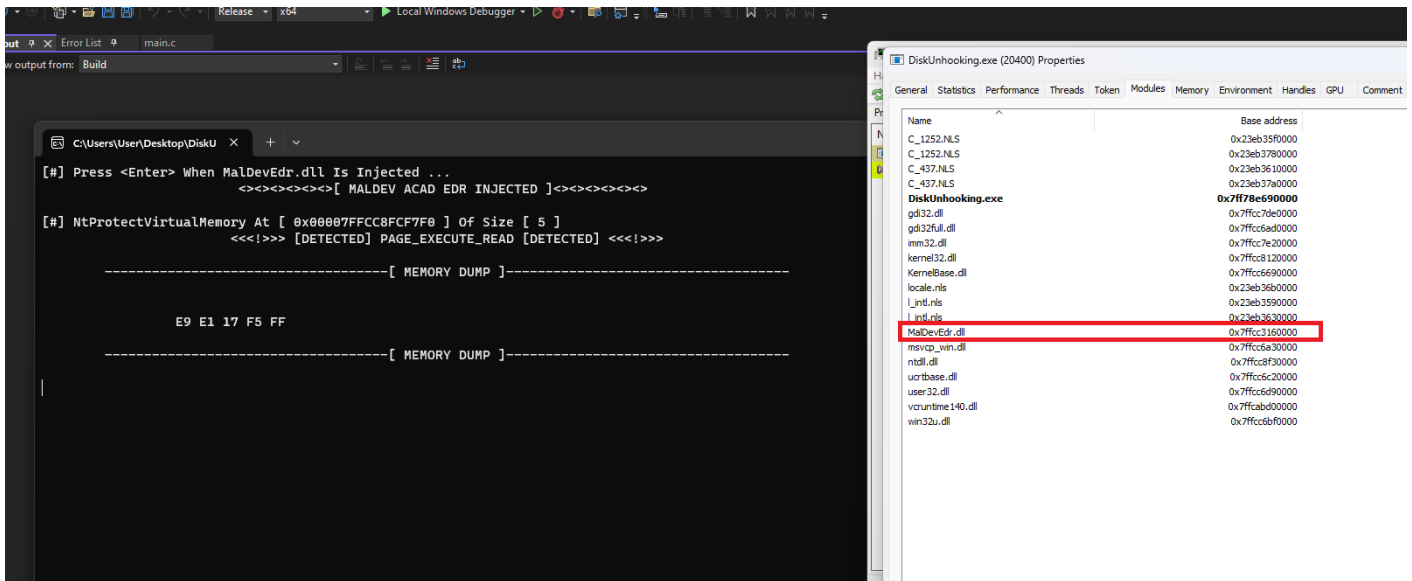 Release x64 Local Windows Debugger
Error List main.c
output from: Build
C:\Users\User\Desktop\DiskU
[#] Press <Enter> When MalDevEdr.dll Is Injected ...
<><><><><><>[ MALDEV ACAD EDR INJECTED ]<><><><><><>
[#] NtProtectVirtualMemory At [ 0x00007FFCC8FCF7F0 ] Of Size [ 5 ]
<<<!>>> [DETECTED] PAGE_EXECUTE_READ [DETECTED] <<<!>>>
------------------------------------[ MEMORY DUMP ]------------------------------------
E9 E1 17 F5 FF
------------------------------------[ MEMORY DUMP ]------------------------------------
DiskUnhooking.exe (20400) Properties
General Statistics Performance Threads Token Modules Memory Environment Handles GPU Comment
Name Base address
C_1252.NLS 0x23eb35f0000
C_1252.NLS 0x23eb3780000
C_437.NLS 0x23eb3610000
C_437.NLS 0x23eb37a0000
DiskUnhooking.exe 0x7ff78e690000
gdi32.dll 0x7ffcc7de0000
gdi32full.dll 0x7ffcc6ad0000
imm32.dll 0x7ffcc7e20000
kernel32.dll 0x7ffcc8120000
KernelBase.dll 0x7ffcc6690000
locale.nls 0x23eb36b0000
l_intl.nls 0x23eb3590000
l_intl.nls 0x23eb3630000
MalDevEdr.dll 0x7ffcc3160000
msvcp_win.dll 0x7ffcc6a30000
ntdll.dll 0x7ffcc8f30000
ucrtbase.dll 0x7ffcc6c20000
user32.dll 0x7ffcc6d90000
vcruntime140.dll 0x7ffcabd00000
win32u.dll 0x7ffcc6bf0000